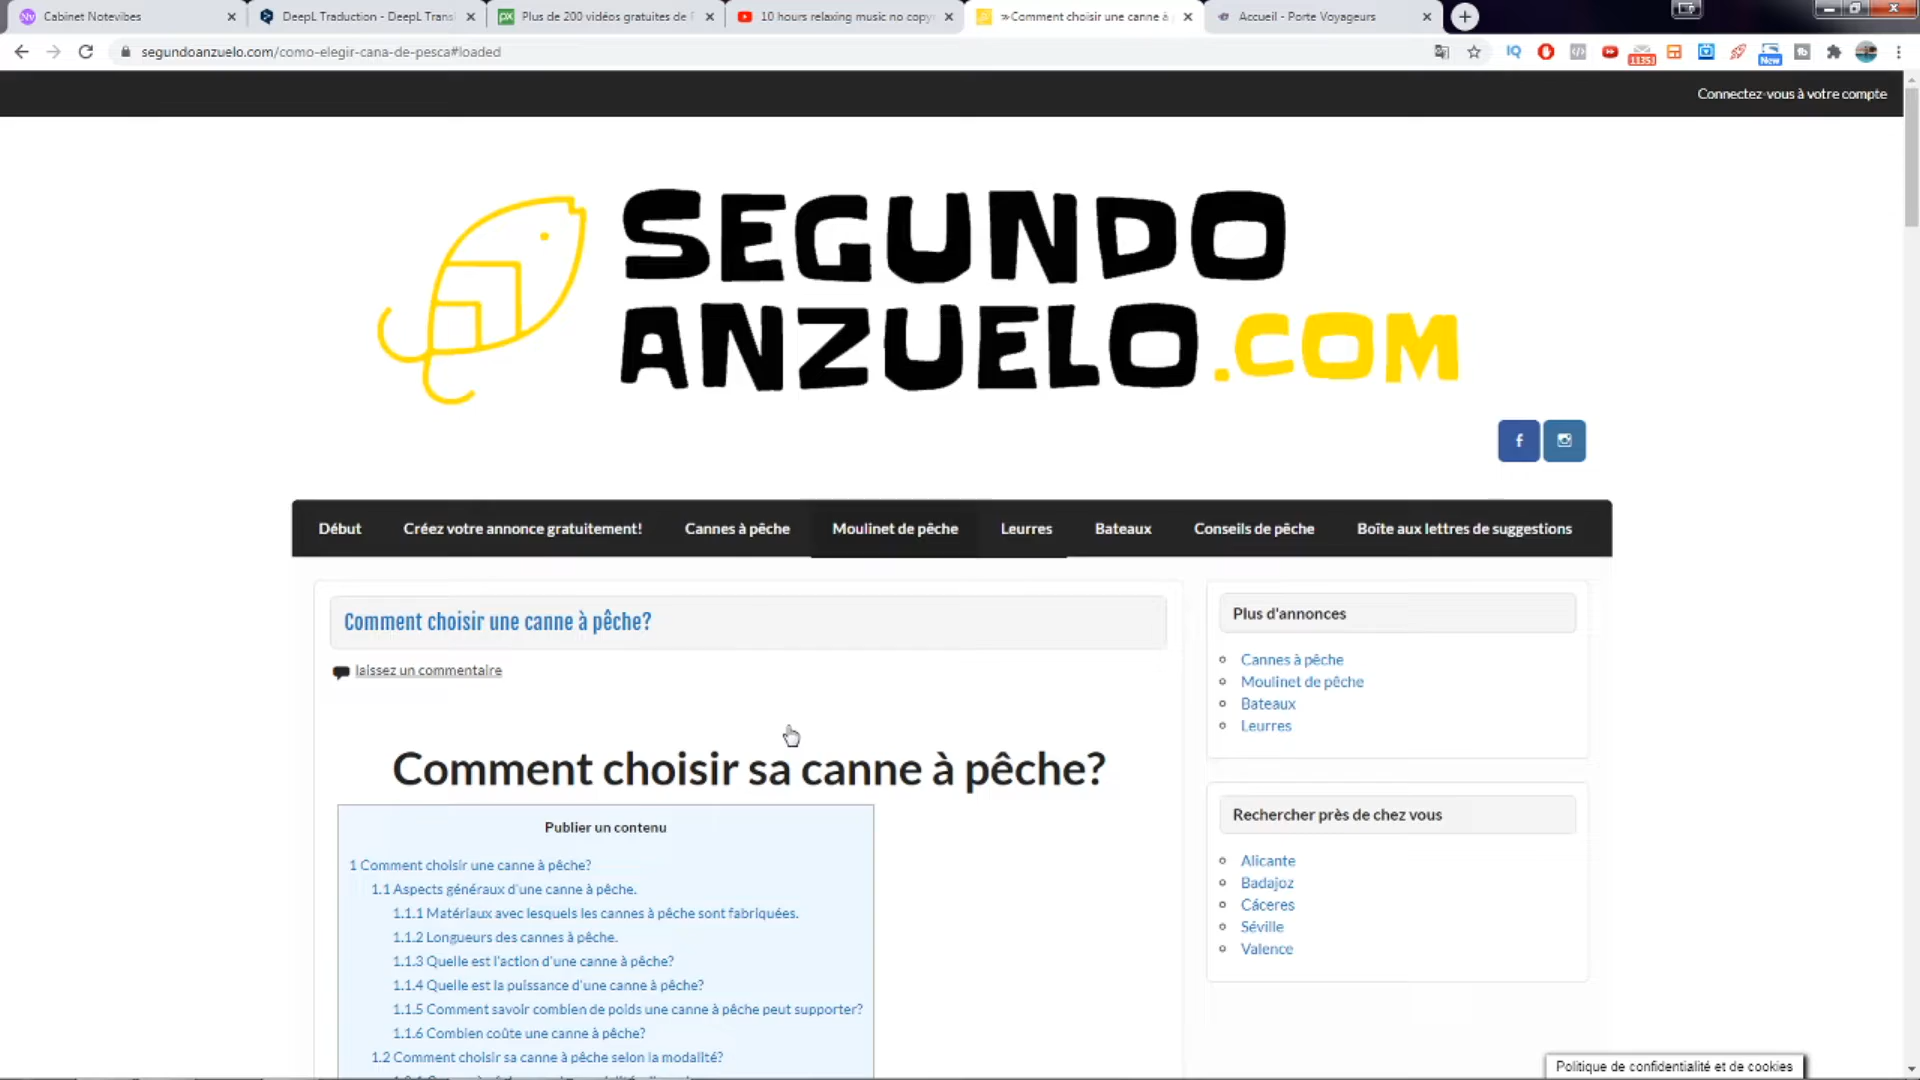 Cabinet Notevibes
DeepL Traduction - DeepL Trans
Plus de 200 vidéos gratuites de F
10 hours relaxing music no copy
»Comment choisir une canne à
Accueil - Porte Voyageurs
segundoanzuelo.com/como-elegir-cana-de-pesca#loaded
11351
New
Connectez-vous à votre compte
SEGUNDO
ANZUELO.COM
Début
Créez votre annonce gratuitement!
Cannes à pêche
Moulinet de pêche
Leurres
Bateaux
Conseils de pêche
Boîte aux lettres de suggestions
Comment choisir une canne à pêche?
laissez un commentaire
Comment choisir sa canne à pêche?
Publier un contenu
1 Comment choisir une canne à pêche?
1.1 Aspects généraux d'une canne à pêche.
1.1.1 Matériaux avec lesquels les cannes à pêche sont fabriquées.
1.1.2 Longueurs des cannes à pêche.
1.1.3 Quelle est l'action d'une canne à pêche?
1.1.4 Quelle est la puissance d'une canne à pêche?
1.1.5 Comment savoir combien de poids une canne à pêche peut supporter?
1.1.6 Combien coûte une canne à pêche?
1.2 Comment choisir sa canne à pêche selon la modalité?
Plus d'annonces
Cannes à pêche
Moulinet de pêche
Bateaux
Leurres
Rechercher près de chez vous
Alicante
Badajoz
Cáceres
Séville
Valence
Politique de confidentialité et de cookies